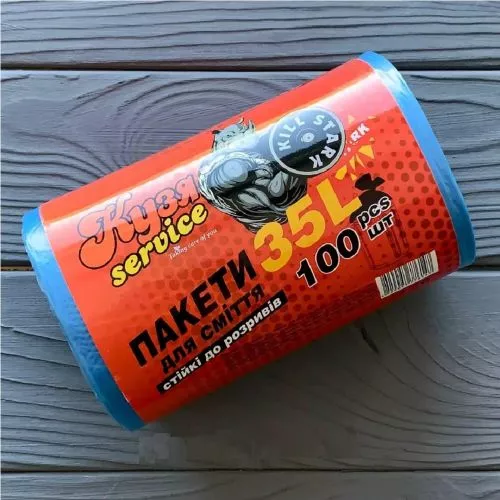 Кузя
service
Taking care of you
KILL STARK
ПАКЕТИ
ДЛЯ СМІТТЯ
стійкі до розривів
35L
100 pcs
шт